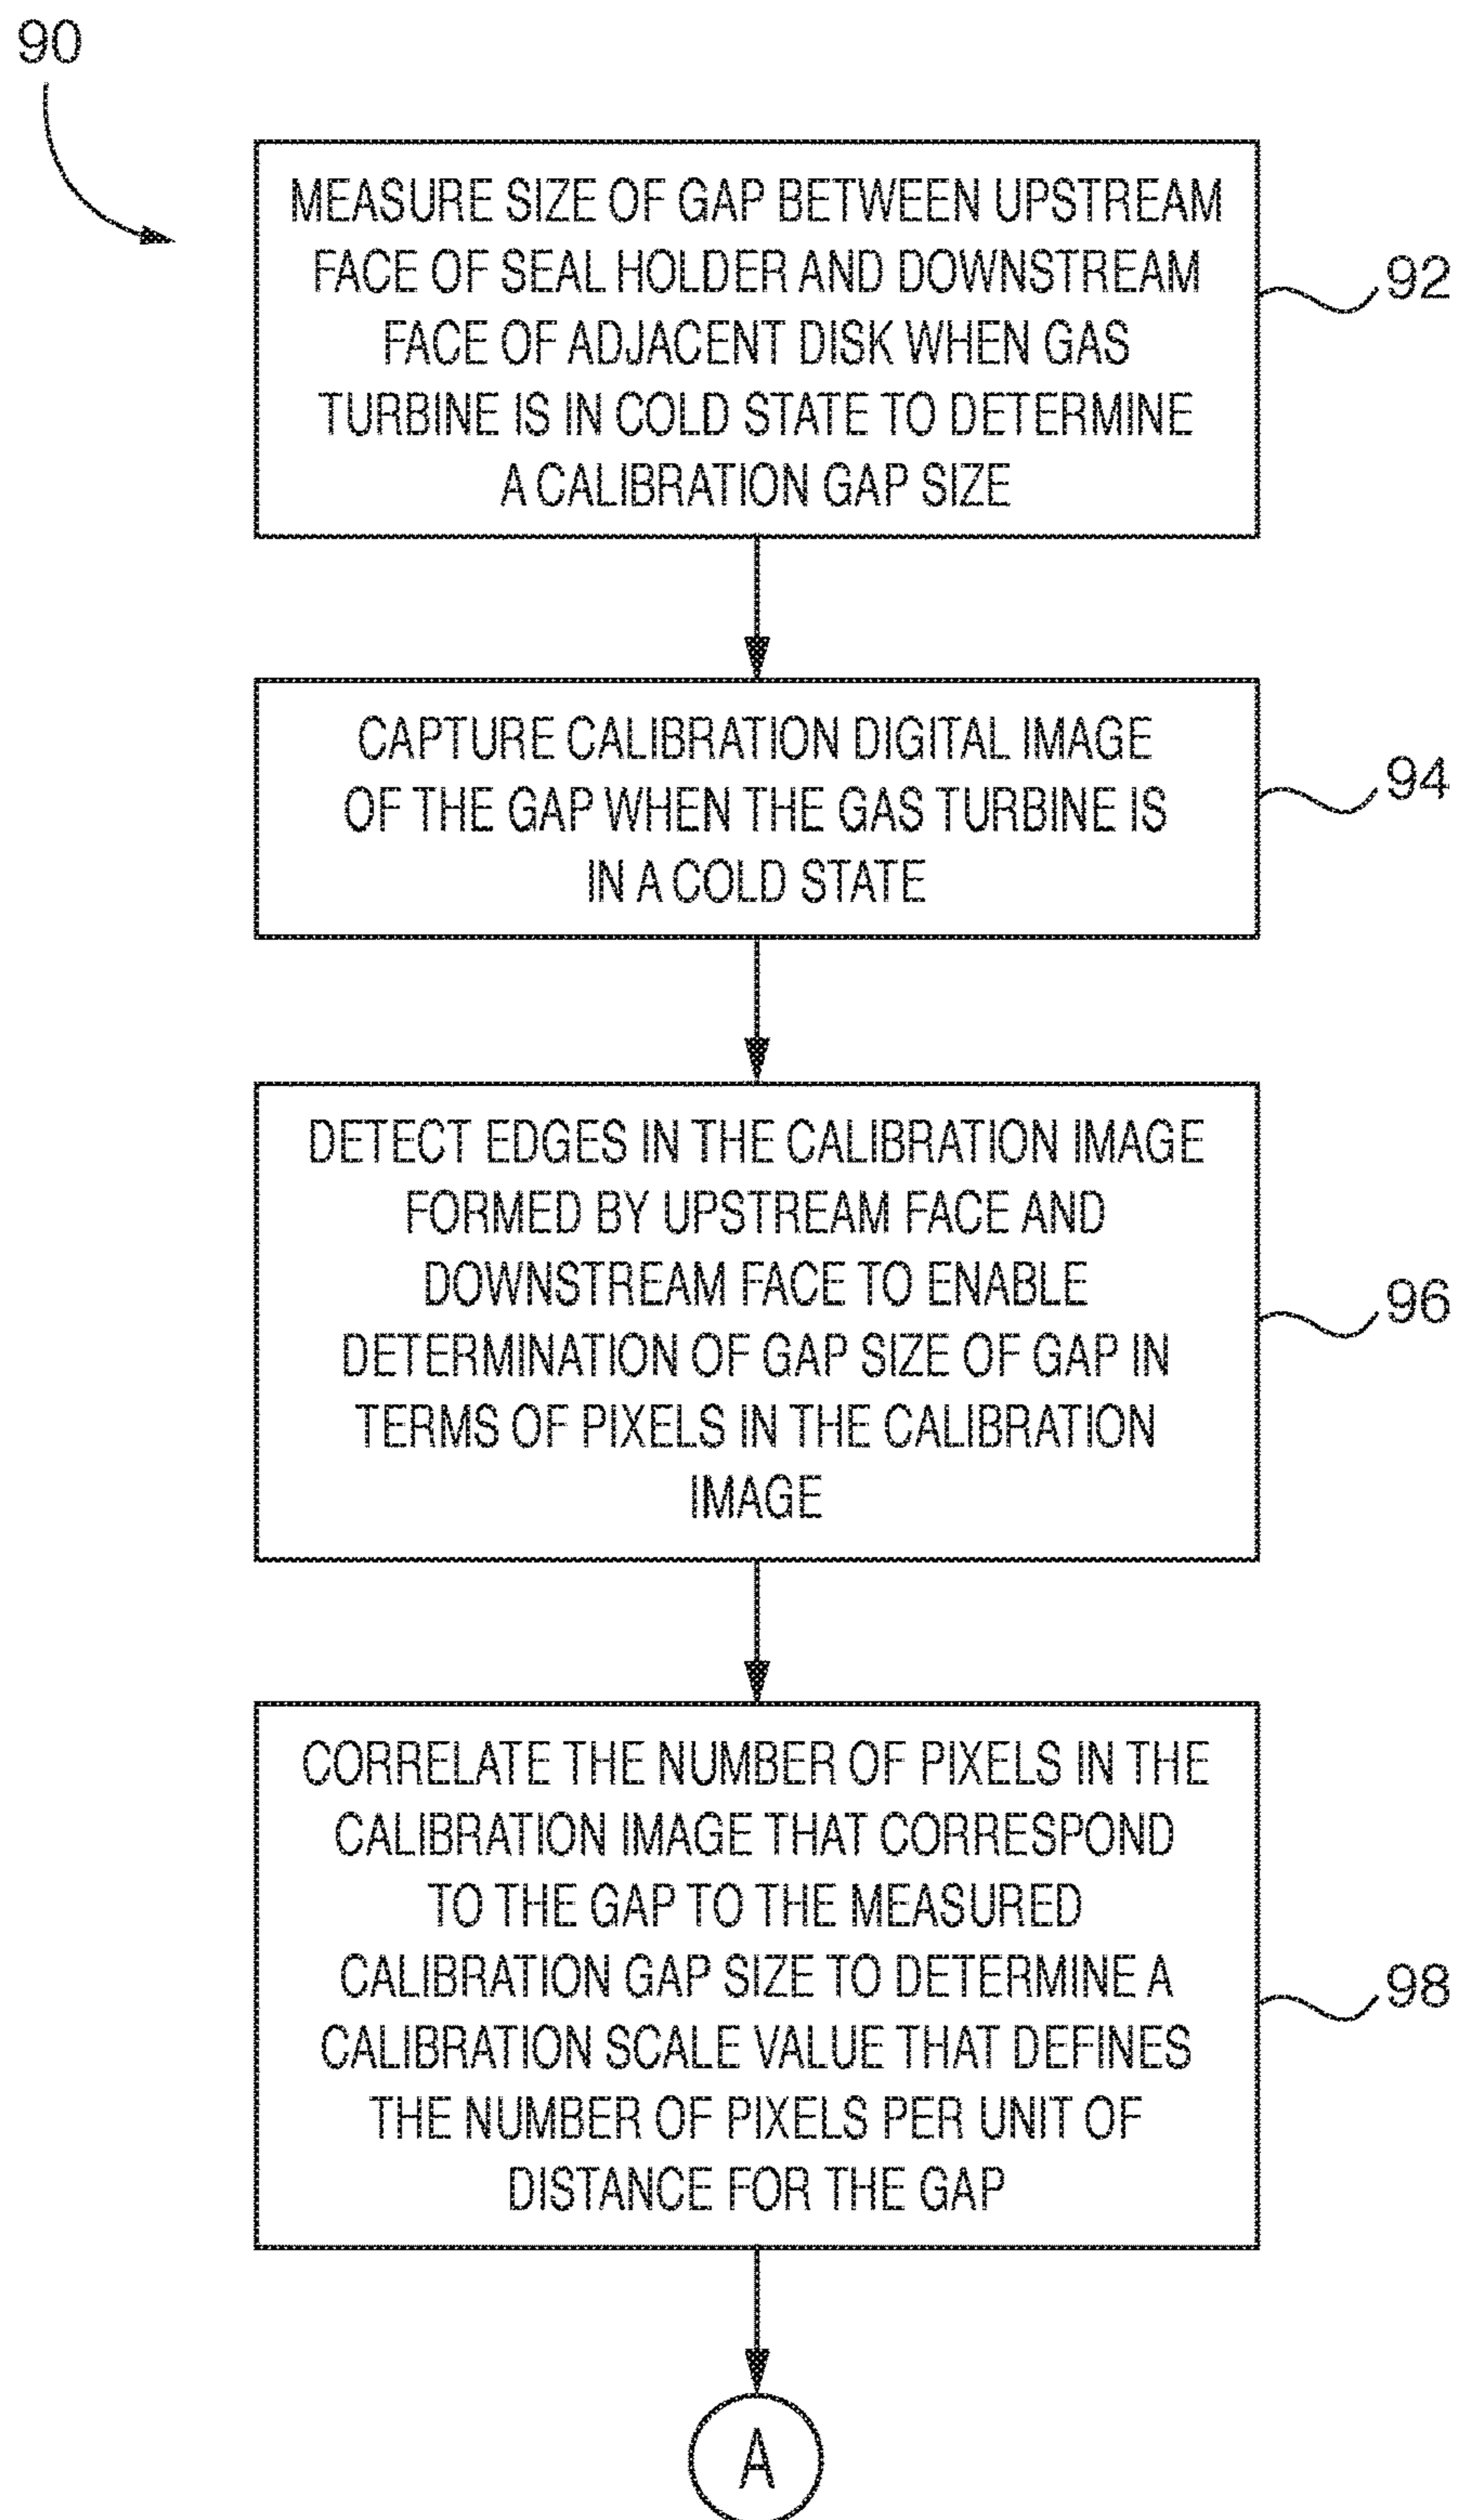 90
MEASURE SIZE OF GAP BETWEEN UPSTREAM
FACE OF SEAL HOLDER AND DOWNSTREAM
FACE OF ADJACENT DISK WHEN GAS
TURBINE IS IN COLD STATE TO DETERMINE
A CALIBRATION GAP SIZE
92
CAPTURE CALIBRATION DIGITAL IMAGE
OF THE GAP WHEN THE GAS TURBINE IS
IN A COLD STATE
94
DETECT EDGES IN THE CALIBRATION IMAGE
FORMED BY UPSTREAM FACE AND
DOWNSTREAM FACE TO ENABLE
DETERMINATION OF GAP SIZE OF GAP IN
TERMS OF PIXELS IN THE CALIBRATION
IMAGE
96
CORRELATE THE NUMBER OF PIXELS IN THE
CALIBRATION IMAGE THAT CORRESPOND
TO THE GAP TO THE MEASURED
CALIBRATION GAP SIZE TO DETERMINE A
CALIBRATION SCALE VALUE THAT DEFINES
THE NUMBER OF PIXELS PER UNIT OF
DISTANCE FOR THE GAP
98
A